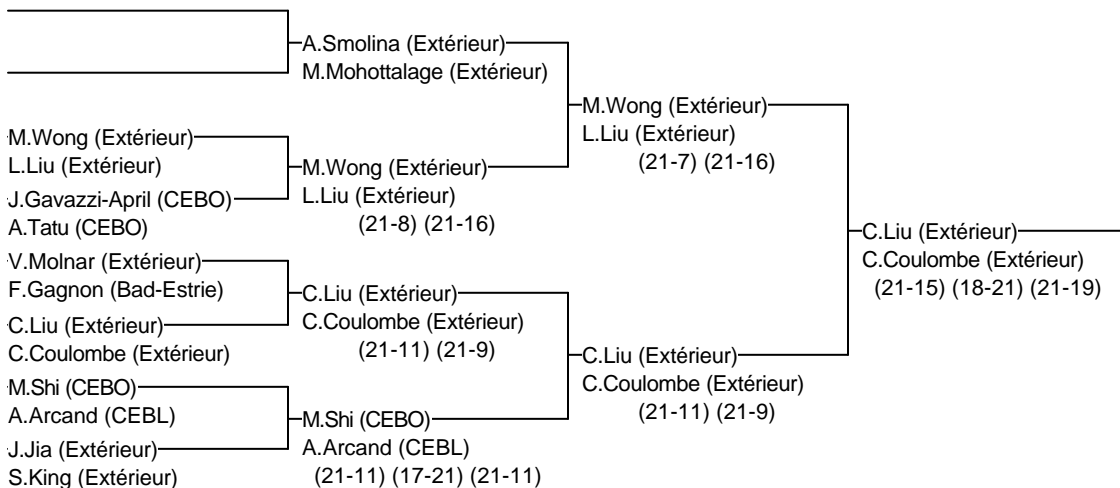 A.Smolina (Extérieur)
M.Mohottalage (Extérieur)
M.Wong (Extérieur)
L.Liu (Extérieur)
(21-7) (21-16)
M.Wong (Extérieur)
L.Liu (Extérieur)
J.Gavazzi-April (CEBO)
A.Tatu (CEBO)
M.Wong (Extérieur)
L.Liu (Extérieur)
(21-8) (21-16)
C.Liu (Extérieur)
C.Coulombe (Extérieur)
(21-15) (18-21) (21-19)
V.Molnar (Extérieur)
F.Gagnon (Bad-Estrie)
C.Liu (Extérieur)
C.Coulombe (Extérieur)
C.Liu (Extérieur)
C.Coulombe (Extérieur)
(21-11) (21-9)
C.Liu (Extérieur)
C.Coulombe (Extérieur)
(21-11) (21-9)
M.Shi (CEBO)
A.Arcand (CEBL)
J.Jia (Extérieur)
S.King (Extérieur)
M.Shi (CEBO)
A.Arcand (CEBL)
(21-11) (17-21) (21-11)